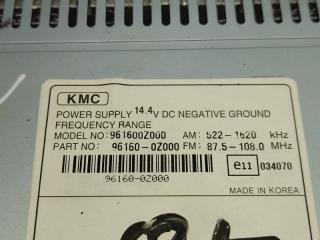 KMC
POWER SUPPLY 14.4V DC NEGATIVE GROUND
FREQUENCY RANGE
MODEL NO: 961600Z000 AM: 522-1620 kHz
PART NO: 96160-0Z000 FM: 87.5-108.0 MHz
96160-0Z000
e11 034070
MADE IN KOREA